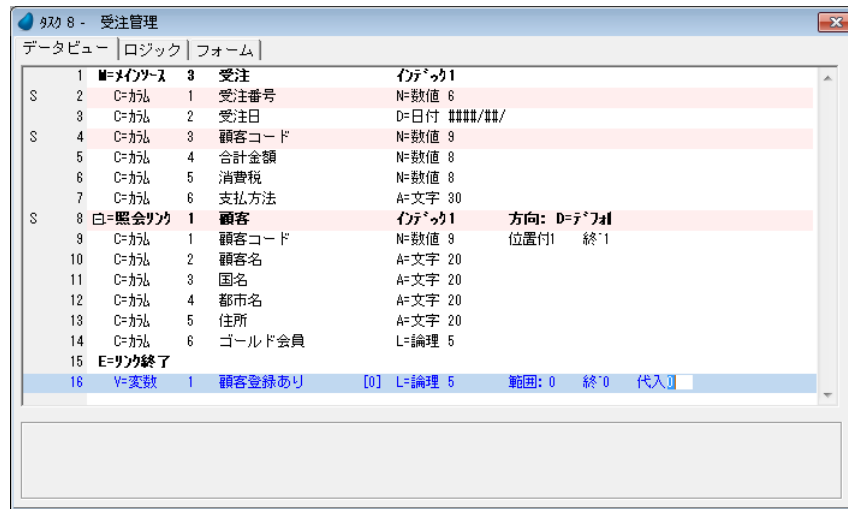 ﾀｽｸ 8 - 受注管理
データビュー ロジック フォーム
1 M=ﾒｲﾝｿｰｽ 3 受注 ｲﾝﾃﾞｯｸ1
S 2 C=ｶﾗﾑ 1 受注番号 N=数値 6
3 C=ｶﾗﾑ 2 受注日 D=日付 ####/##/
S 4 C=ｶﾗﾑ 3 顧客コード N=数値 9
5 C=ｶﾗﾑ 4 合計金額 N=数値 8
6 C=ｶﾗﾑ 5 消費税 N=数値 8
7 C=ｶﾗﾑ 6 支払方法 A=文字 30
S 8 L=照会ﾘﾝｸ 1 顧客 ｲﾝﾃﾞｯｸ1 方向: D=ﾃﾞﾌｫﾙ
9 C=ｶﾗﾑ 1 顧客コード N=数値 9 位置付1 終了1
10 C=ｶﾗﾑ 2 顧客名 A=文字 20
11 C=ｶﾗﾑ 3 国名 A=文字 20
12 C=ｶﾗﾑ 4 都市名 A=文字 20
13 C=ｶﾗﾑ 5 住所 A=文字 20
14 C=ｶﾗﾑ 6 ゴールド会員 L=論理 5
15 E=ﾘﾝｸ終了
16 V=変数 1 顧客登録あり [0] L=論理 5 範囲: 0 終了0 代入0